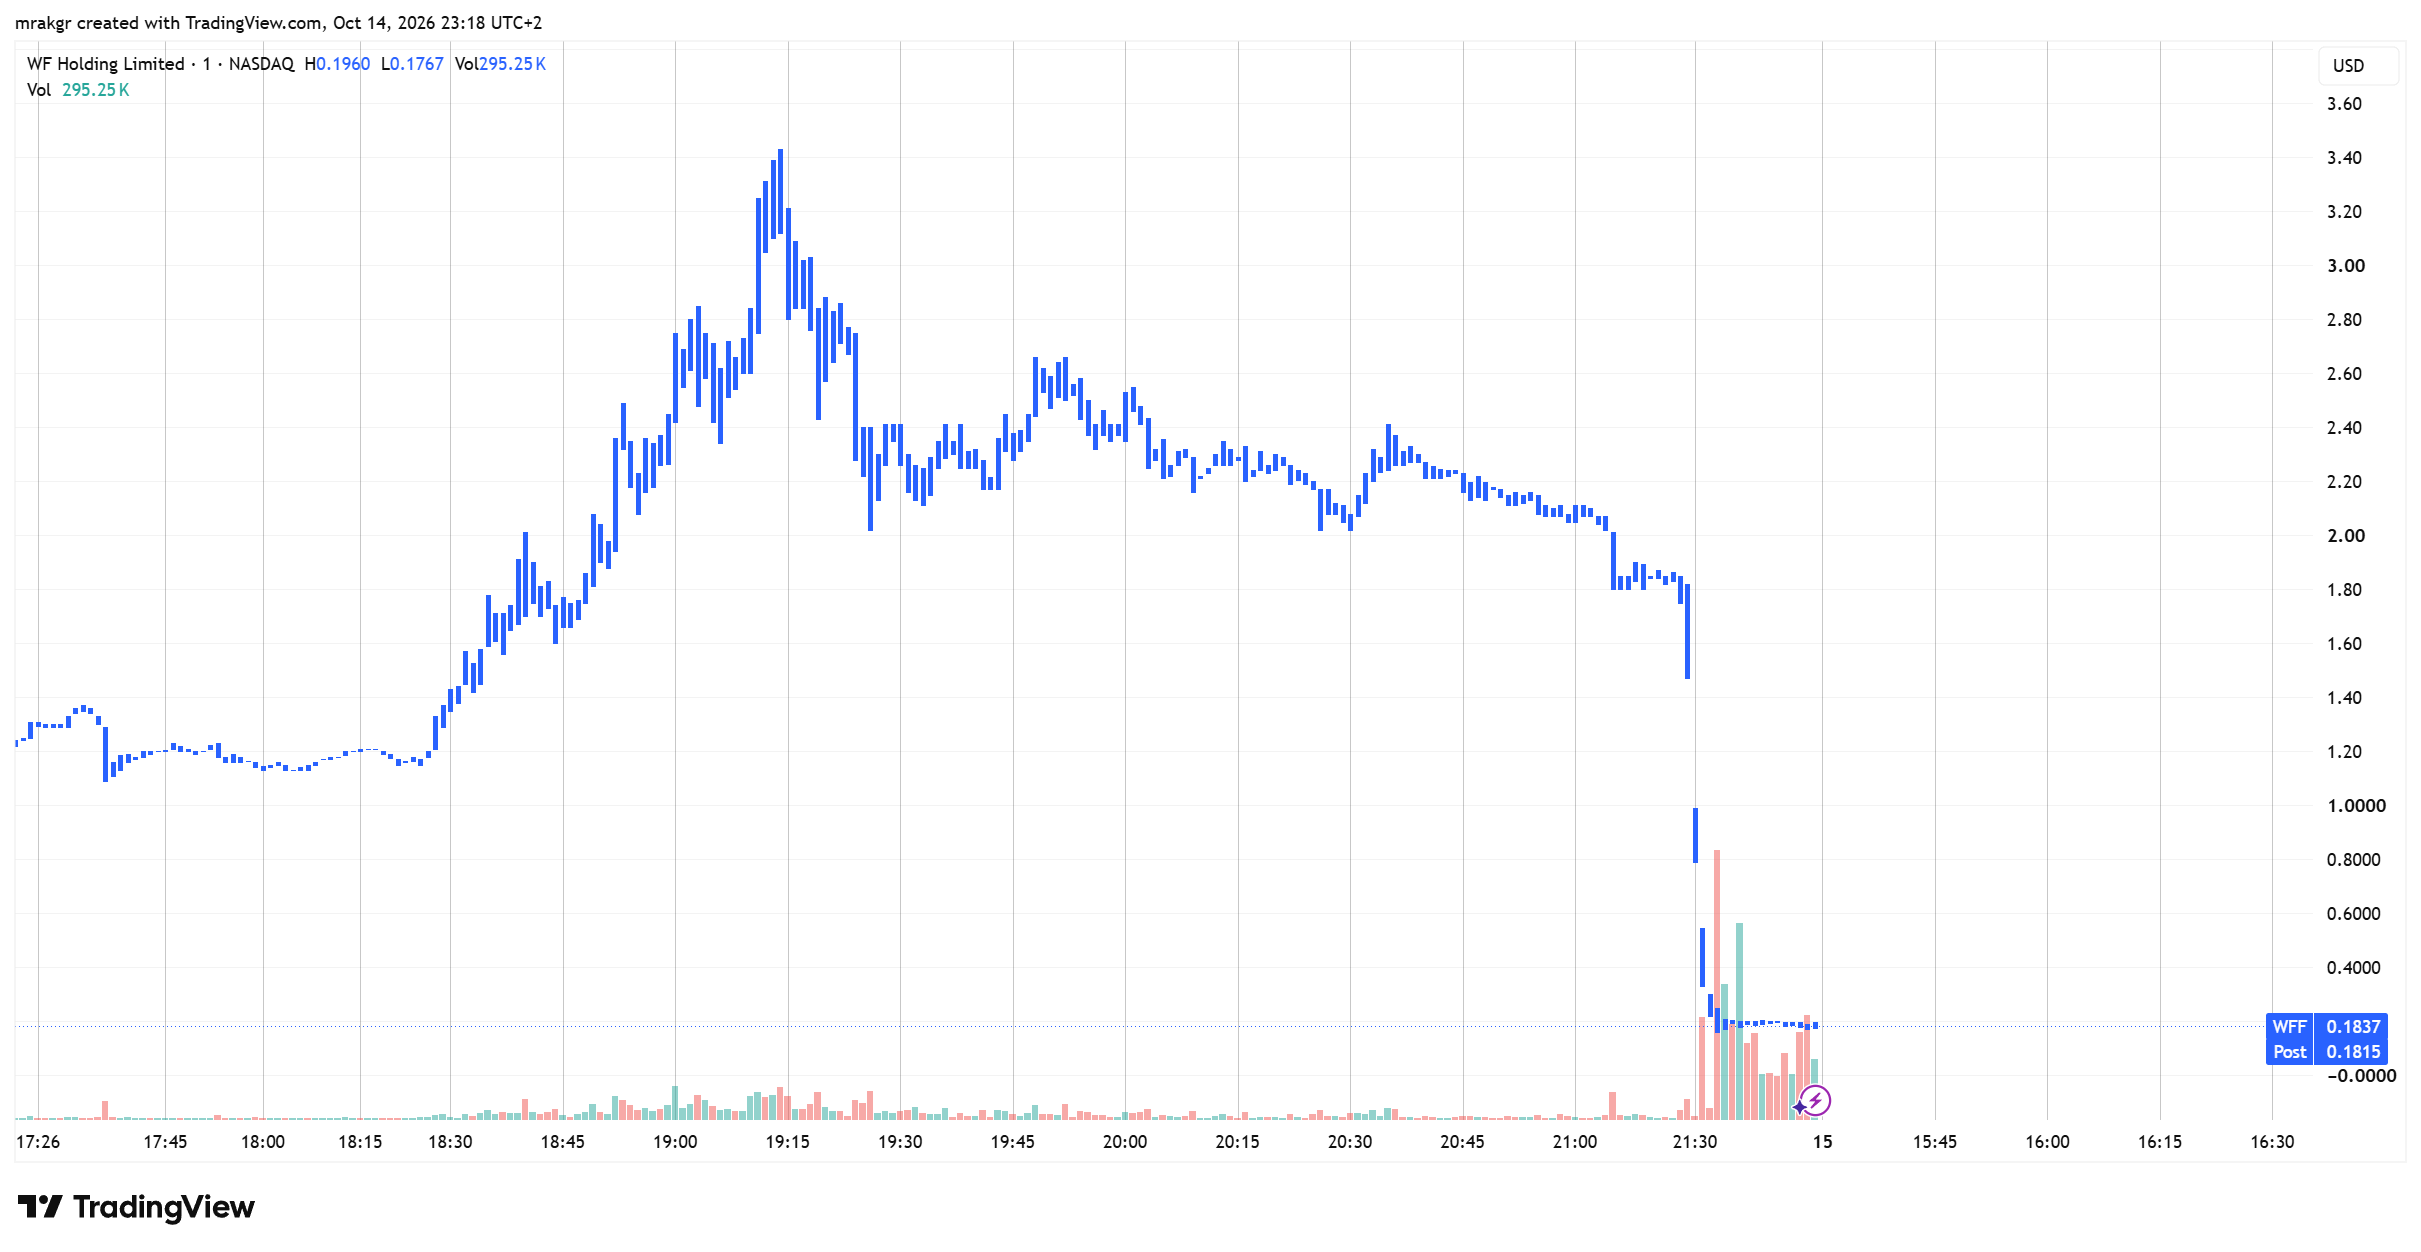 mrakgr created with TradingView.com, Oct 14, 2026 23:18 UTC+2
WF Holding Limited · 1 · NASDAQ H0.1960 L0.1767 Vol295.25 K
Vol 295.25 K
USD
3.60
3.40
3.20
3.00
2.80
2.60
2.40
2.20
2.00
1.80
1.60
1.40
1.20
1.0000
0.8000
0.6000
0.4000
WFF 0.1837
Post 0.1815
−0.0000
17:26 17:45 18:00 18:15 18:30 18:45 19:00 19:15 19:30 19:45 20:00 20:15 20:30 20:45 21:00 21:30 15 15:45 16:00 16:15 16:30
TradingView